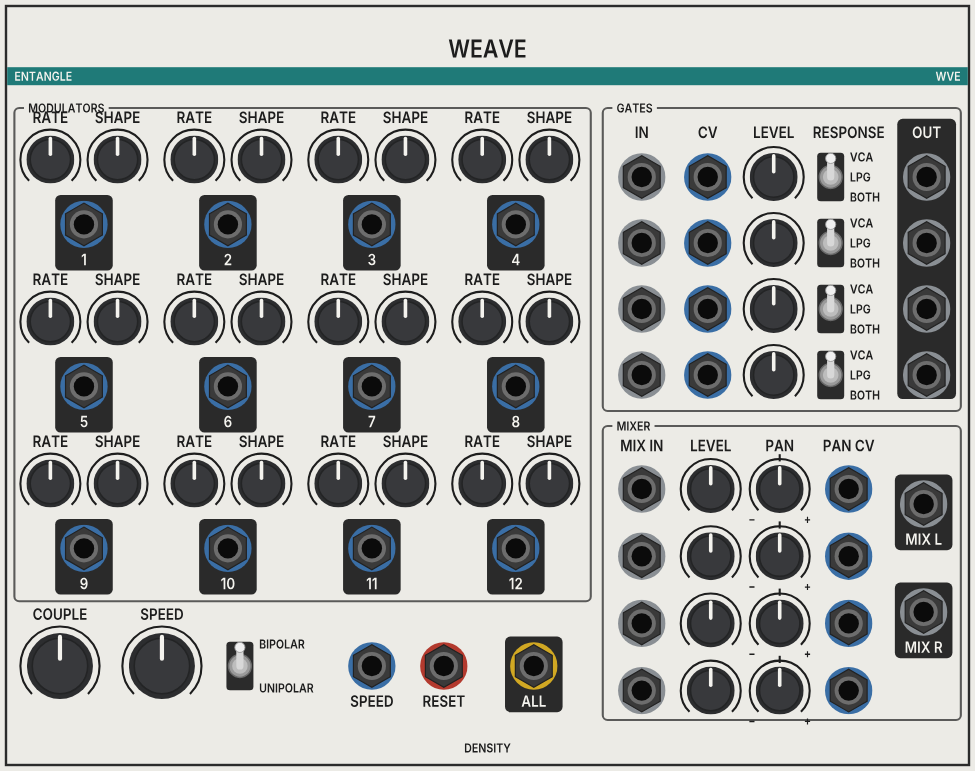 WEAVE
ENTANGLE WVE
MODULATORS
RATE SHAPE RATE SHAPE RATE SHAPE RATE SHAPE
1 2 3 4
RATE SHAPE RATE SHAPE RATE SHAPE RATE SHAPE
5 6 7 8
RATE SHAPE RATE SHAPE RATE SHAPE RATE SHAPE
9 10 11 12
COUPLE SPEED
BIPOLAR
UNIPOLAR
SPEED RESET ALL
GATES
IN CV LEVEL RESPONSE OUT
VCA
LPG
BOTH
VCA
LPG
BOTH
VCA
LPG
BOTH
VCA
LPG
BOTH
MIXER
MIX IN LEVEL PAN PAN CV
− +
− +
− +
− +
MIX L
MIX R
DENSITY